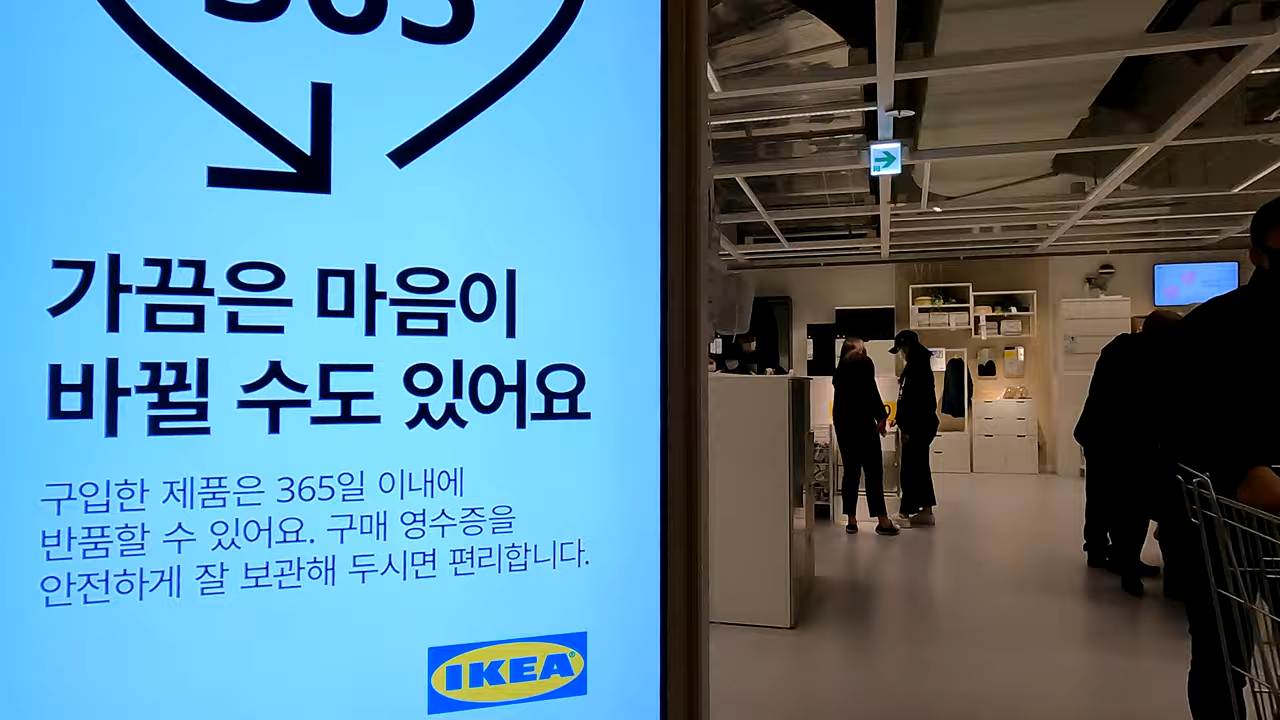 365
가끔은 마음이
바뀔 수도 있어요
구입한 제품은 365일 이내에
반품할 수 있어요. 구매 영수증을
안전하게 잘 보관해 두시면 편리합니다.
IKEA®